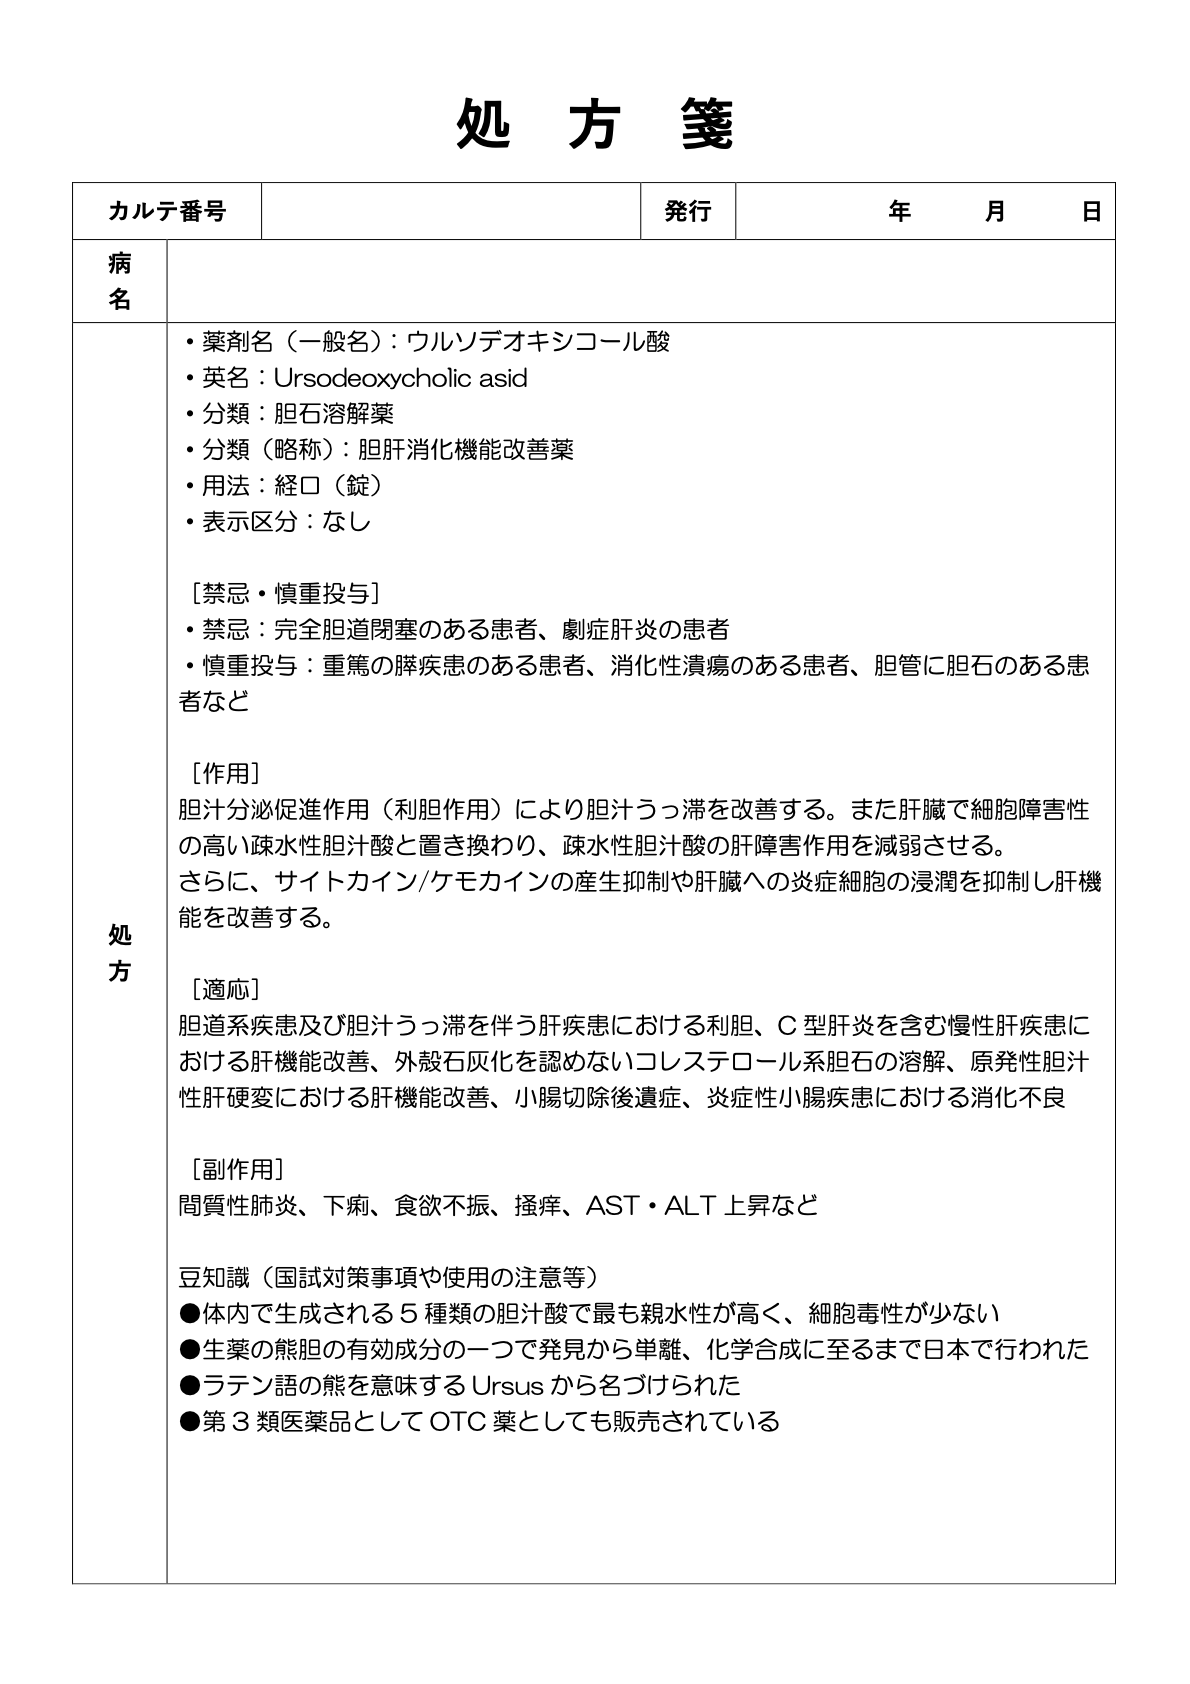 処 方 箋
カルテ番号 発行 年 月 日
病
名
・薬剤名（一般名）：ウルソデオキシコール酸
・英名：Ursodeoxycholic asid
・分類：胆石溶解薬
・分類（略称）：胆肝消化機能改善薬
・用法：経口（錠）
・表示区分：なし
［禁忌・慎重投与］
・禁忌：完全胆道閉塞のある患者、劇症肝炎の患者
・慎重投与：重篤の膵疾患のある患者、消化性潰瘍のある患者、胆管に胆石のある患
者など
［作用］
胆汁分泌促進作用（利胆作用）により胆汁うっ滞を改善する。また肝臓で細胞障害性
の高い疎水性胆汁酸と置き換わり、疎水性胆汁酸の肝障害作用を減弱させる。
さらに、サイトカイン/ケモカインの産生抑制や肝臓への炎症細胞の浸潤を抑制し肝機
能を改善する。
処
方
［適応］
胆道系疾患及び胆汁うっ滞を伴う肝疾患における利胆、C 型肝炎を含む慢性肝疾患に
おける肝機能改善、外殻石灰化を認めないコレステロール系胆石の溶解、原発性胆汁
性肝硬変における肝機能改善、小腸切除後遺症、炎症性小腸疾患における消化不良
［副作用］
間質性肺炎、下痢、食欲不振、掻痒、AST・ALT 上昇など
豆知識（国試対策事項や使用の注意等）
●体内で生成される 5 種類の胆汁酸で最も親水性が高く、細胞毒性が少ない
●生薬の熊胆の有効成分の一つで発見から単離、化学合成に至るまで日本で行われた
●ラテン語の熊を意味する Ursus から名づけられた
●第 3 類医薬品として OTC 薬としても販売されている